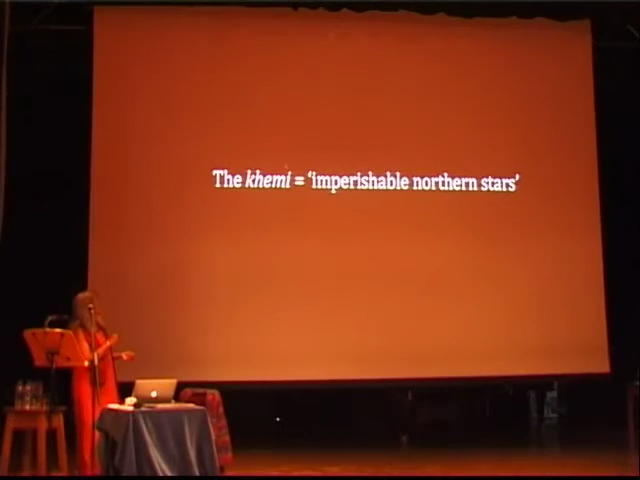 The khemi = ‘imperishable northern stars’